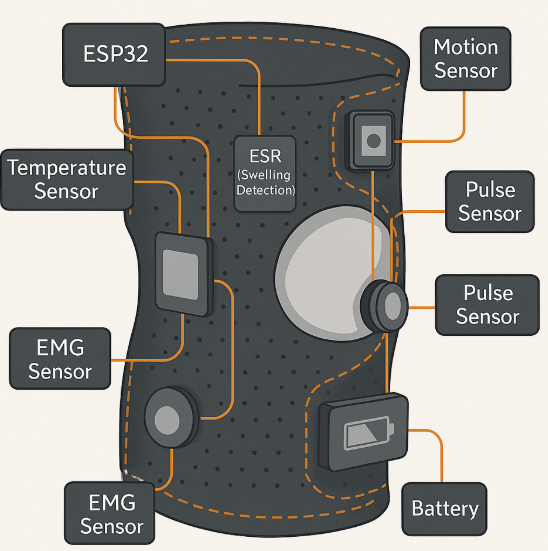 ESP32
Motion
Sensor
ESR
(Swelling
Detection)
Temperature
Sensor
Pulse
Sensor
Pulse
Sensor
EMG
Sensor
EMG
Sensor
Battery